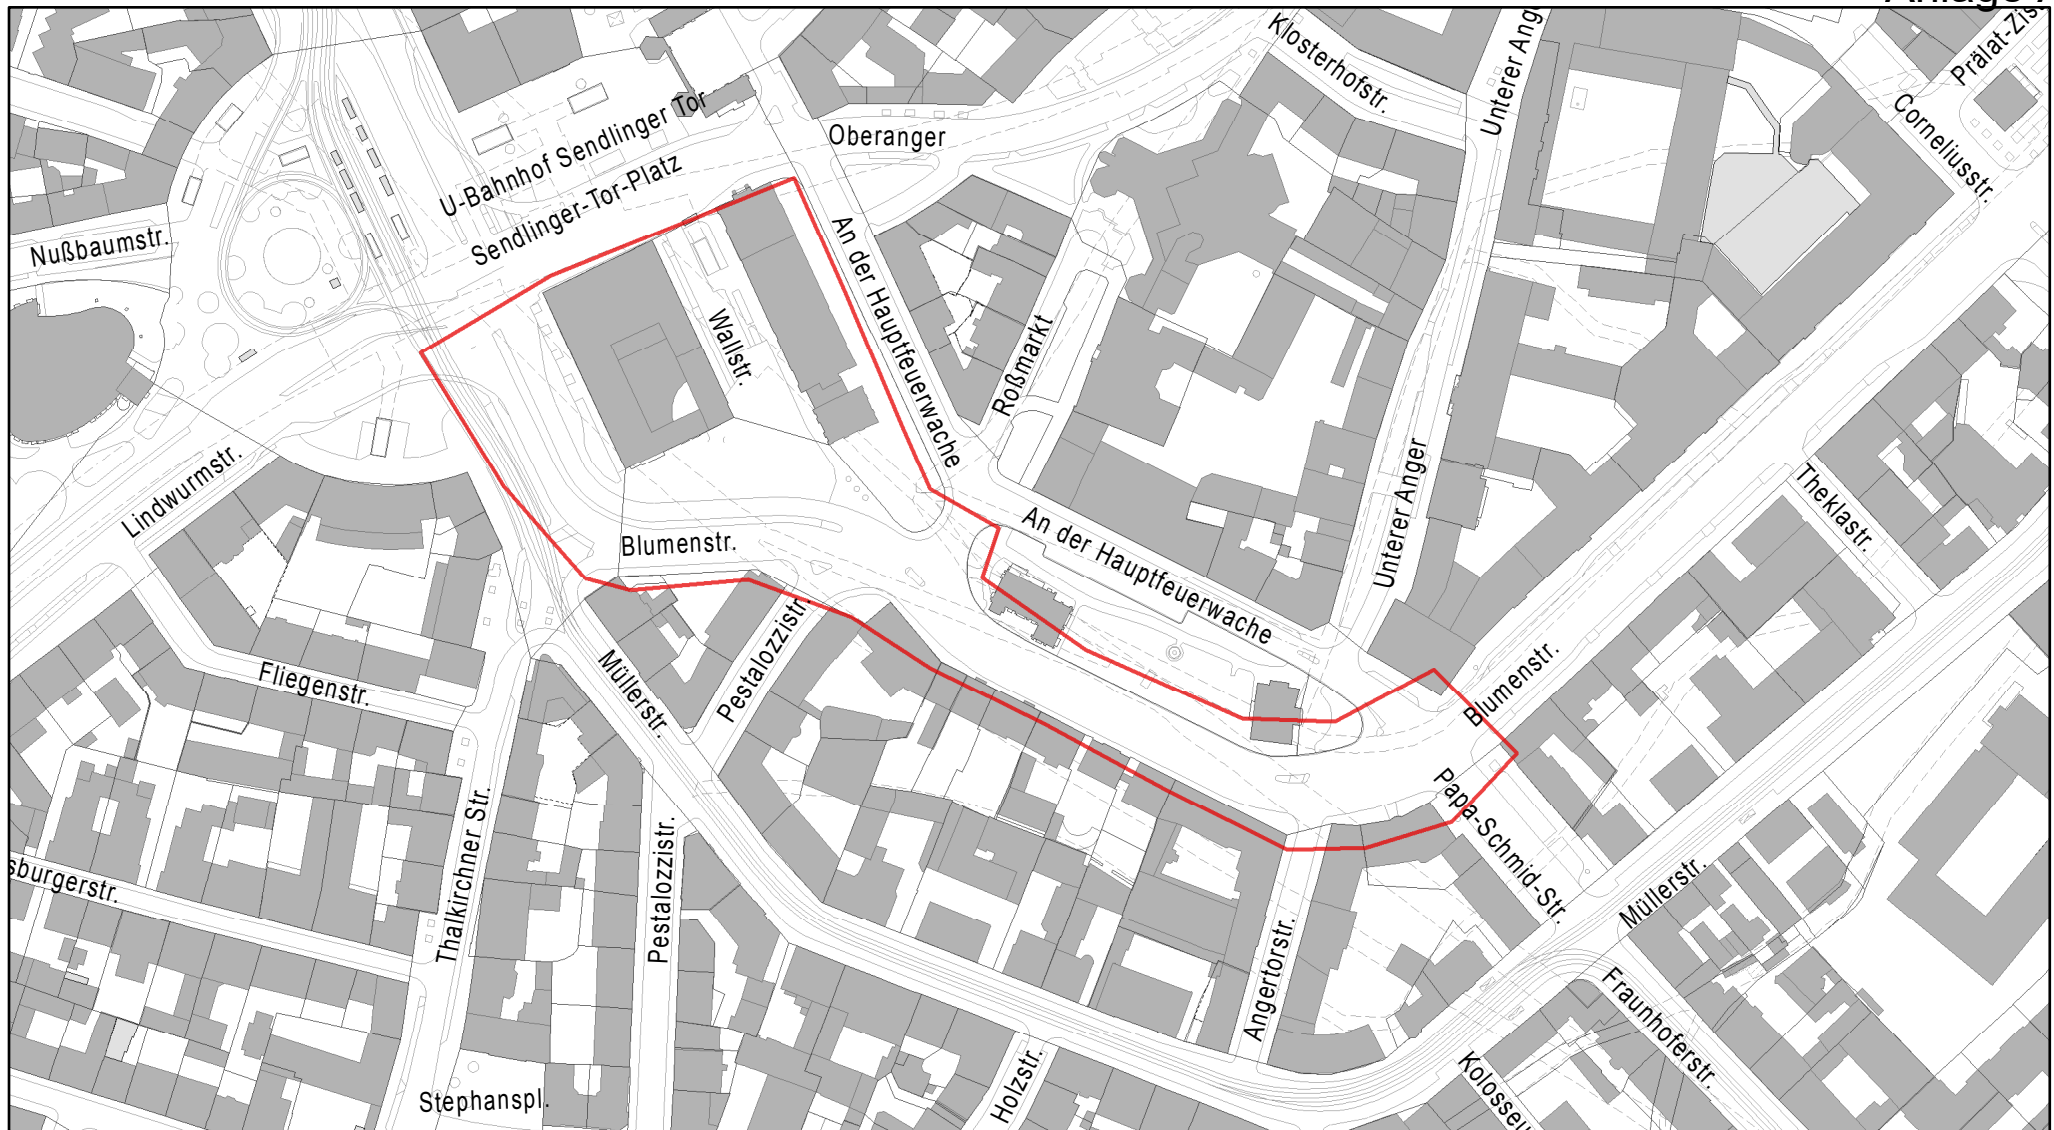 Klosterhofstr.
Prälat-Zis
Oberanger
Corneliusstr.
U-Bahnhof Sendlinger Tor
Sendlinger-Tor-Platz
Nußbaumstr.
An der Hauptfeuerwache
Wallstr.
Roßmarkt
Unterer Anger
Lindwurmstr.
Theklastr.
Blumenstr.
An der Hauptfeuerwache
Pestalozzistr.
Müllerstr.
Fliegenstr.
Blumenstr.
Papa-Schmid-Str.
Thalkirchner Str.
Pestalozzistr.
sburgerstr.
Müllerstr.
Angertorstr.
Fraunhoferstr.
Holzstr.
Stephanspl.